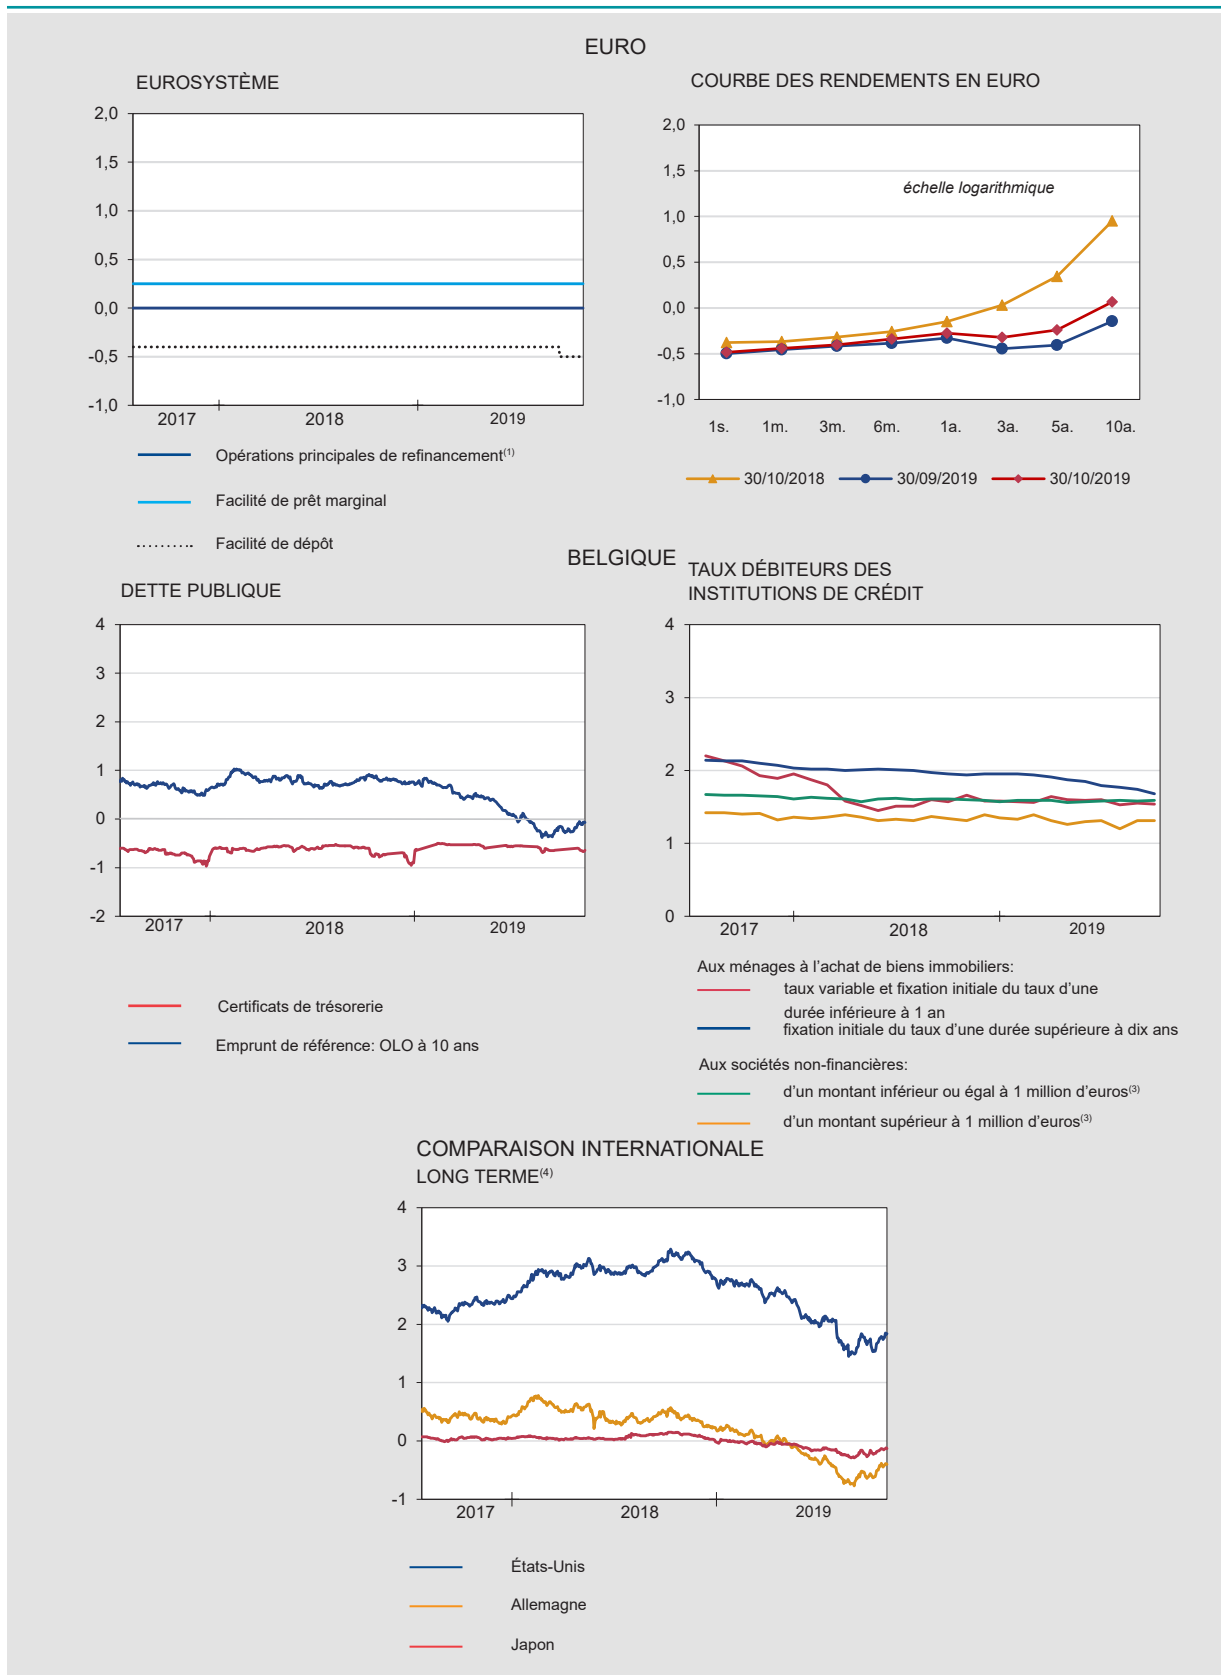 EURO
EUROSYSTÈME
2,0
1,5
1,0
0,5
0,0
-0,5
-1,0
2017 2018 2019
Opérations principales de refinancement(1)
Facilité de prêt marginal
Facilité de dépôt
COURBE DES RENDEMENTS EN EURO
2,0
1,5
1,0
0,5
0,0
-0,5
-1,0
échelle logarithmique
1s. 1m. 3m. 6m. 1a. 3a. 5a. 10a.
30/10/2018 30/09/2019 30/10/2019
BELGIQUE
DETTE PUBLIQUE
4
3
2
1
0
-1
-2
2017 2018 2019
Certificats de trésorerie
Emprunt de référence: OLO à 10 ans
TAUX DÉBITEURS DES
INSTITUTIONS DE CRÉDIT
4
3
2
1
0
2017 2018 2019
Aux ménages à l'achat de biens immobiliers:
taux variable et fixation initiale du taux d'une
durée inférieure à 1 an
fixation initiale du taux d'une durée supérieure à dix ans
Aux sociétés non-financières:
d'un montant inférieur ou égal à 1 million d'euros(3)
d'un montant supérieur à 1 million d'euros(3)
COMPARAISON INTERNATIONALE
LONG TERME(4)
4
3
2
1
0
-1
2017 2018 2019
États-Unis
Allemagne
Japon